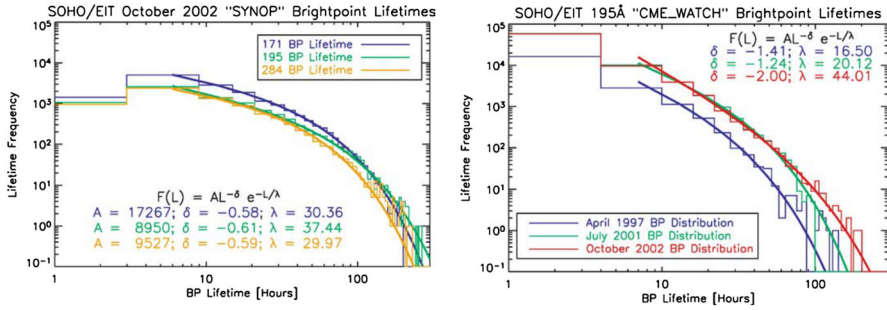 SOHO/EIT October 2002 "SYNOP" Brightpoint Lifetimes
10⁵
10⁴
10³
10²
10¹
10⁰
10⁻¹
Lifetime Frequency
171 BP Lifetime
195 BP Lifetime
284 BP Lifetime
F(L) = AL⁻ᵟ e⁻ᴸ/λ
A = 17267; δ = −0.58; λ = 30.36
A = 8950; δ = −0.61; λ = 37.44
A = 9527; δ = −0.59; λ = 29.97
1 10 100
BP Lifetime [Hours]
SOHO/EIT 195Å "CME_WATCH" Brightpoint Lifetimes
10⁵
10⁴
10³
10²
10¹
10⁰
10⁻¹
Lifetime Frequency
F(L) = AL⁻ᵟ e⁻ᴸ/λ
δ = −1.41; λ = 16.50
δ = −1.24; λ = 20.12
δ = −2.00; λ = 44.01
April 1997 BP Distribution
July 2001 BP Distribution
October 2002 BP Distribution
1 10 100
BP Lifetime [Hours]